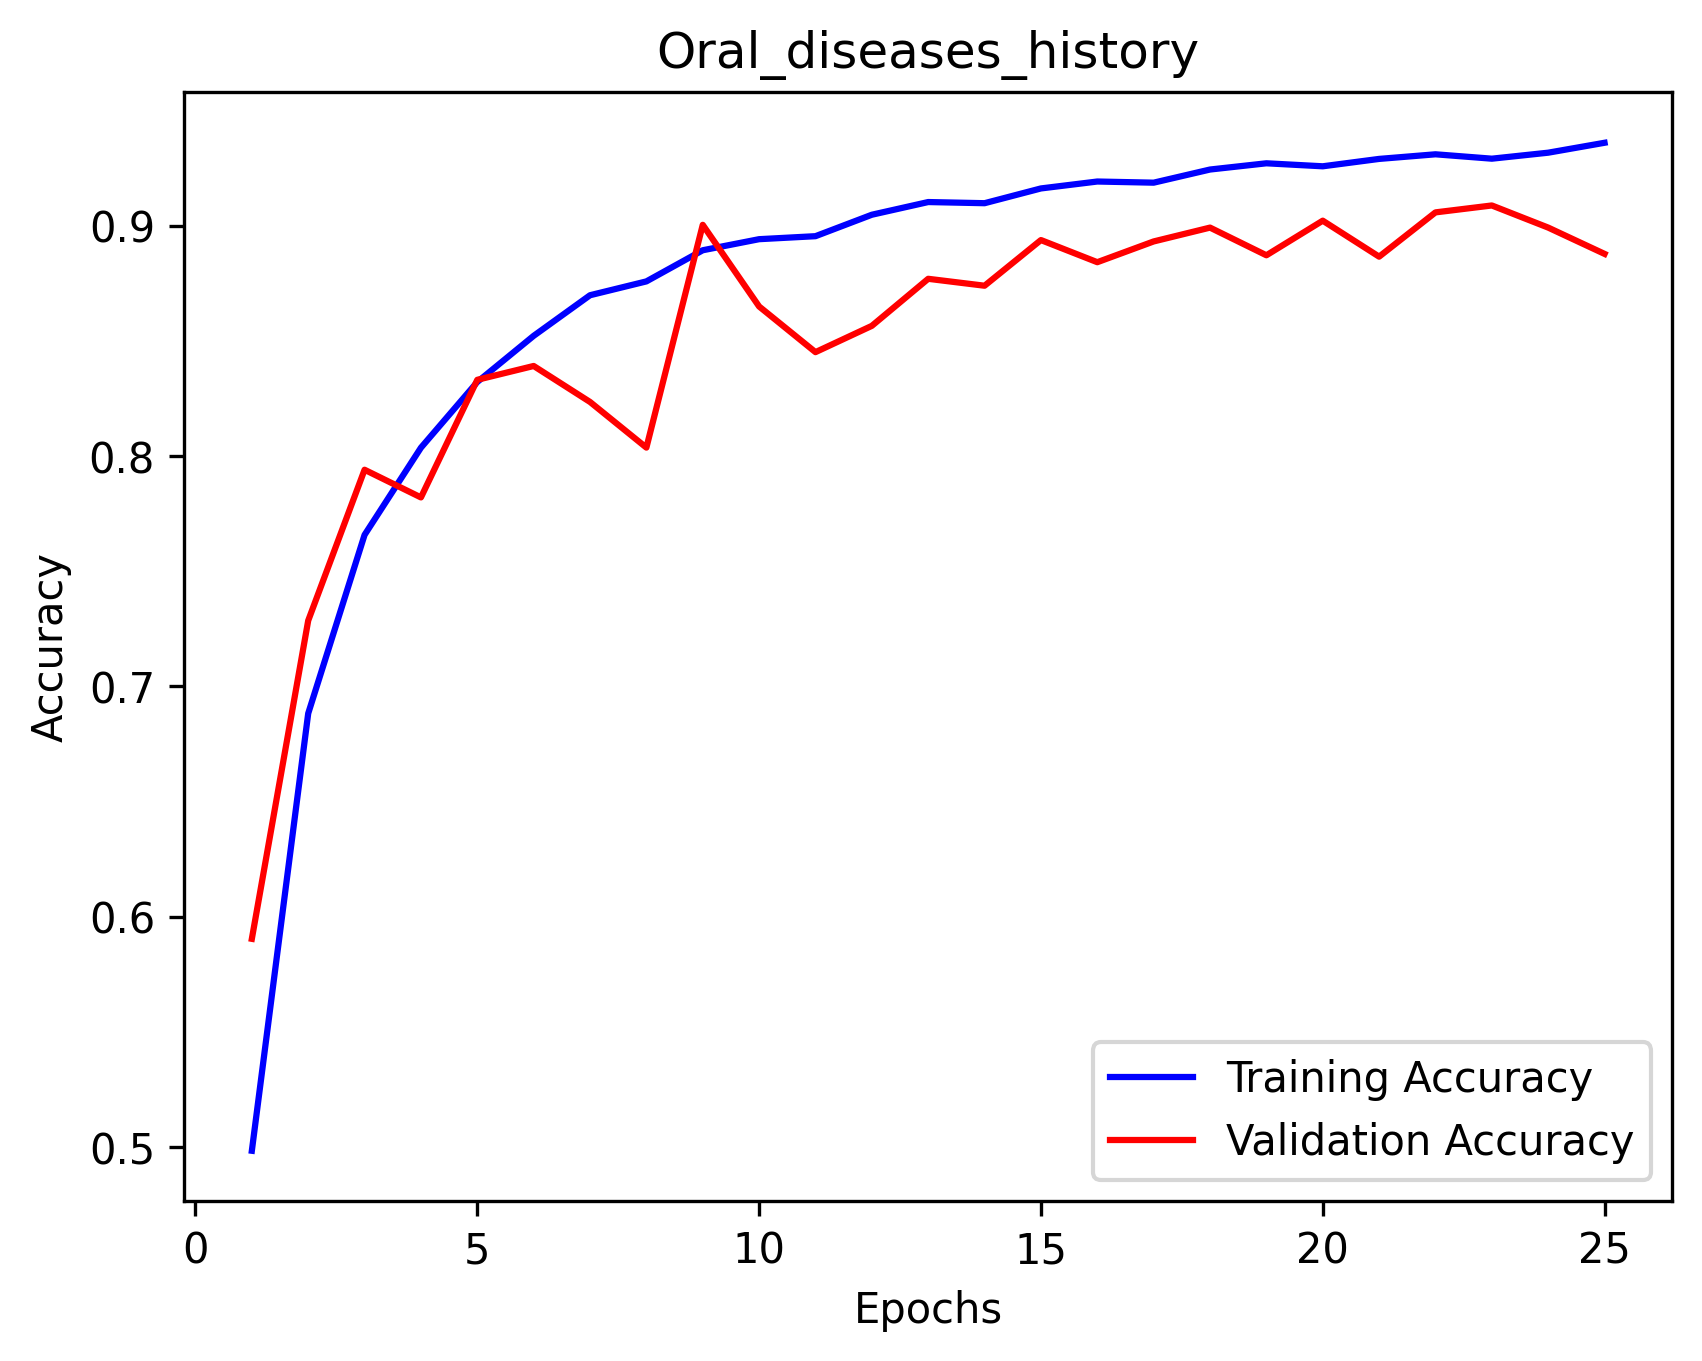 Oral_diseases_history
Accuracy
0.9
0.8
0.7
0.6
0.5
Training Accuracy
Validation Accuracy
0 5 10 15 20 25
Epochs